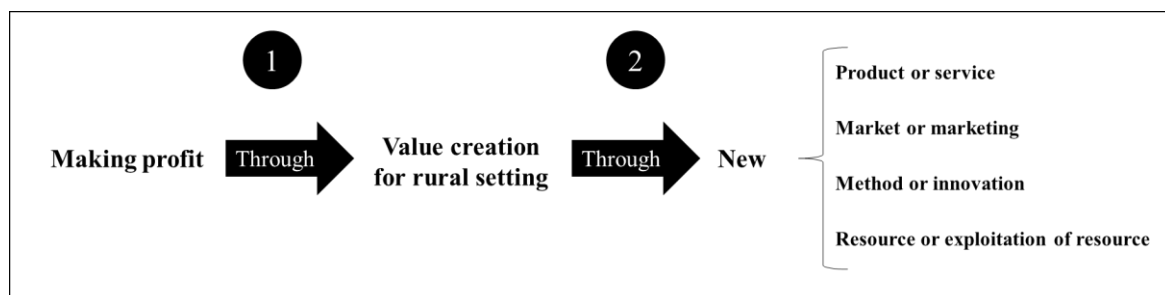 1
2
Making profit
Through
Value creation
for rural setting
Through
New
Product or service
Market or marketing
Method or innovation
Resource or exploitation of resource